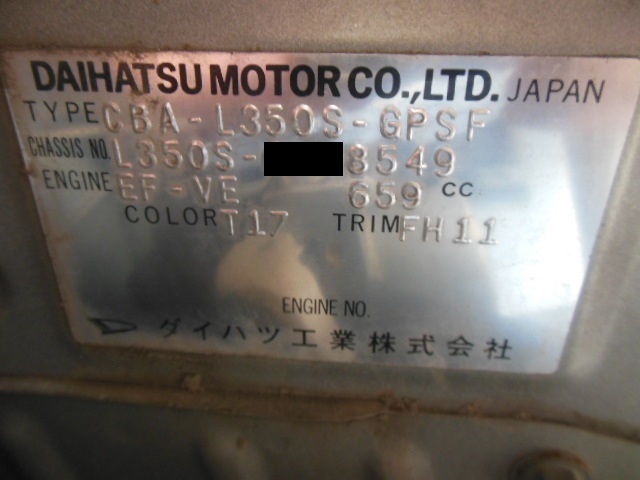 DAIHATSU MOTOR CO.,LTD. JAPAN
TYPE CBA-L350S-GPSF
CHASSIS NO. L350S- 8549
ENGINE EF-VE 659 CC
COLOR T17 TRIM FH11
ENGINE NO.
ダイハツ工業株式会社